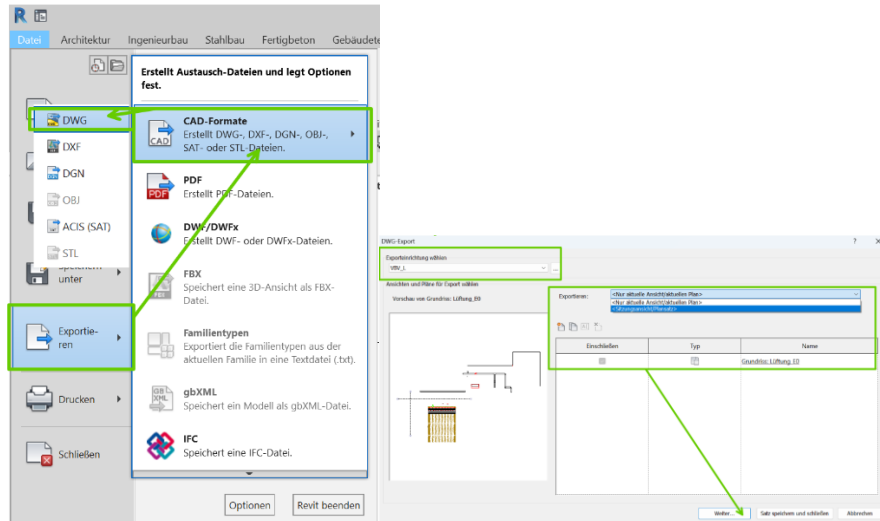 Datei Architektur Ingenieurbau Stahlbau Fertigbeton Gebäudete
Erstellt Austausch-Dateien und legt Optionen
fest.
DWG
DXF
DGN
OBJ
ACIS (SAT)
STL
Speichern
unter
Exportie-
ren
Drucken
Schließen
CAD-Formate
Erstellt DWG-, DXF-, DGN-, OBJ-,
SAT- oder STL-Dateien.
PDF
Erstellt PDF-Dateien.
DWF/DWFx
Erstellt DWF- oder DWFx-Dateien.
FBX
Speichert eine 3D-Ansicht als FBX-
Datei.
Familientypen
Exportiert die Familientypen aus der
aktuellen Familie in eine Textdatei (.txt).
gbXML
Speichert ein Modell als gbXML-Datei.
IFC
Speichert eine IFC-Datei.
Optionen
Revit beenden
DWG-Export
Exporteinrichtung wählen
VBV_L
Ansichten und Pläne für Export wählen
Vorschau von Grundriss: Lüftung_E0
Exportieren:
<Nur aktuelle Ansicht/aktuellen Plan>
<Nur aktuelle Ansicht/aktuellen Plan>
<Sitzungsansicht/Plansatz>
Einschließen Typ Name
Grundriss: Lüftung_E0
Weiter... Satz speichern und schließen Abbrechen